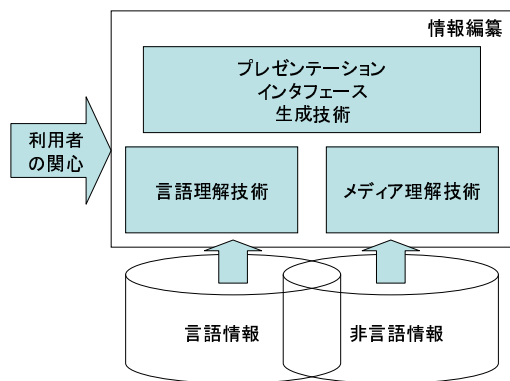 情報編纂
プレゼンテーション
インタフェース
生成技術
利用者
の関心
言語理解技術
メディア理解技術
言語情報
非言語情報